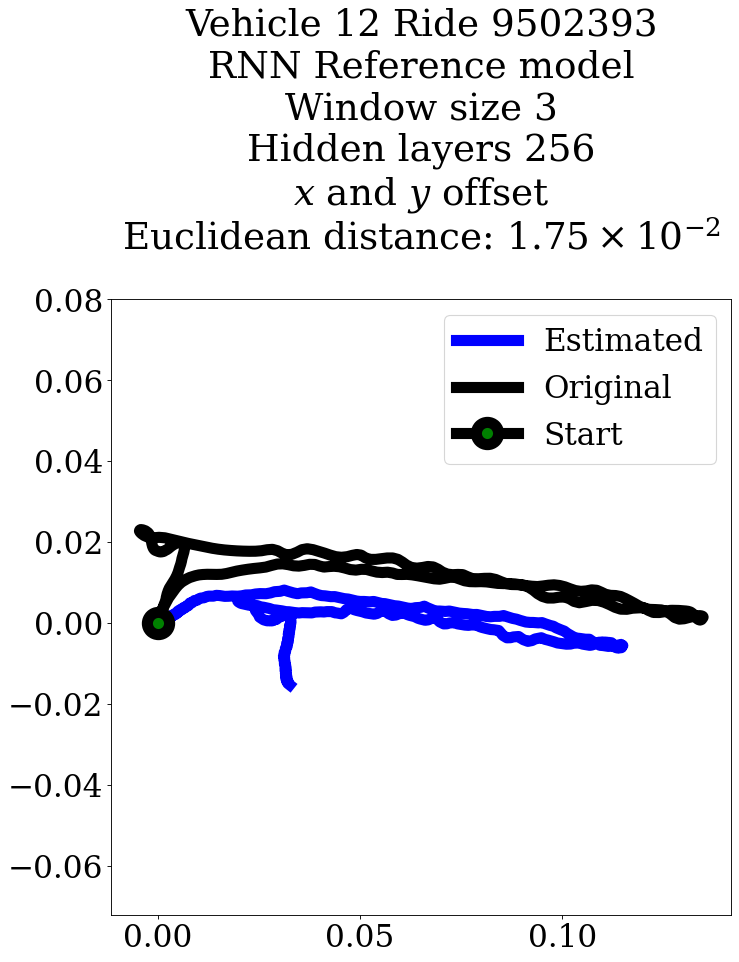 Vehicle 12 Ride 9502393
RNN Reference model
Window size 3
Hidden layers 256
x and y offset
Euclidean distance: 1.75 × 10⁻²
0.08
Estimated
0.06
Original
0.04
Start
0.02
0.00
−0.02
−0.04
−0.06
0.00 0.05 0.10